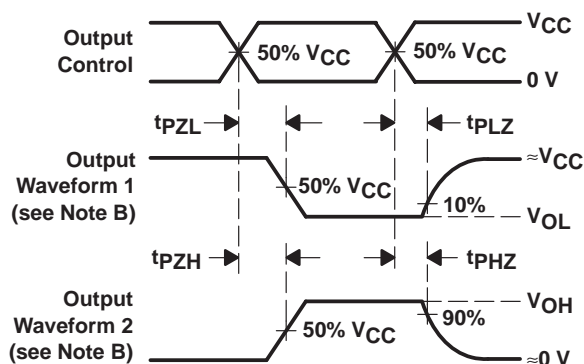 Output
Control
50% VCC
50% VCC
VCC
0 V
tPZL
tPLZ
Output
Waveform 1
(see Note B)
50% VCC
10%
≈VCC
VOL
tPZH
tPHZ
Output
Waveform 2
(see Note B)
50% VCC
90%
VOH
≈0 V